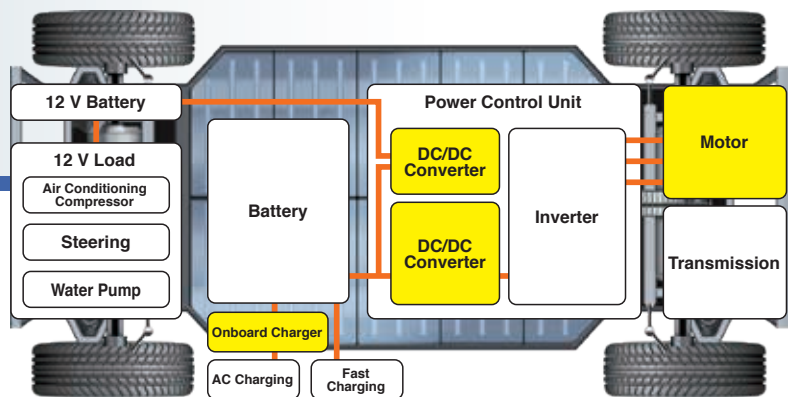 12 V Battery
12 V Load
Air Conditioning
Compressor
Steering
Water Pump
Battery
Onboard Charger
AC Charging
Fast
Charging
Power Control Unit
DC/DC
Converter
DC/DC
Converter
Inverter
Motor
Transmission